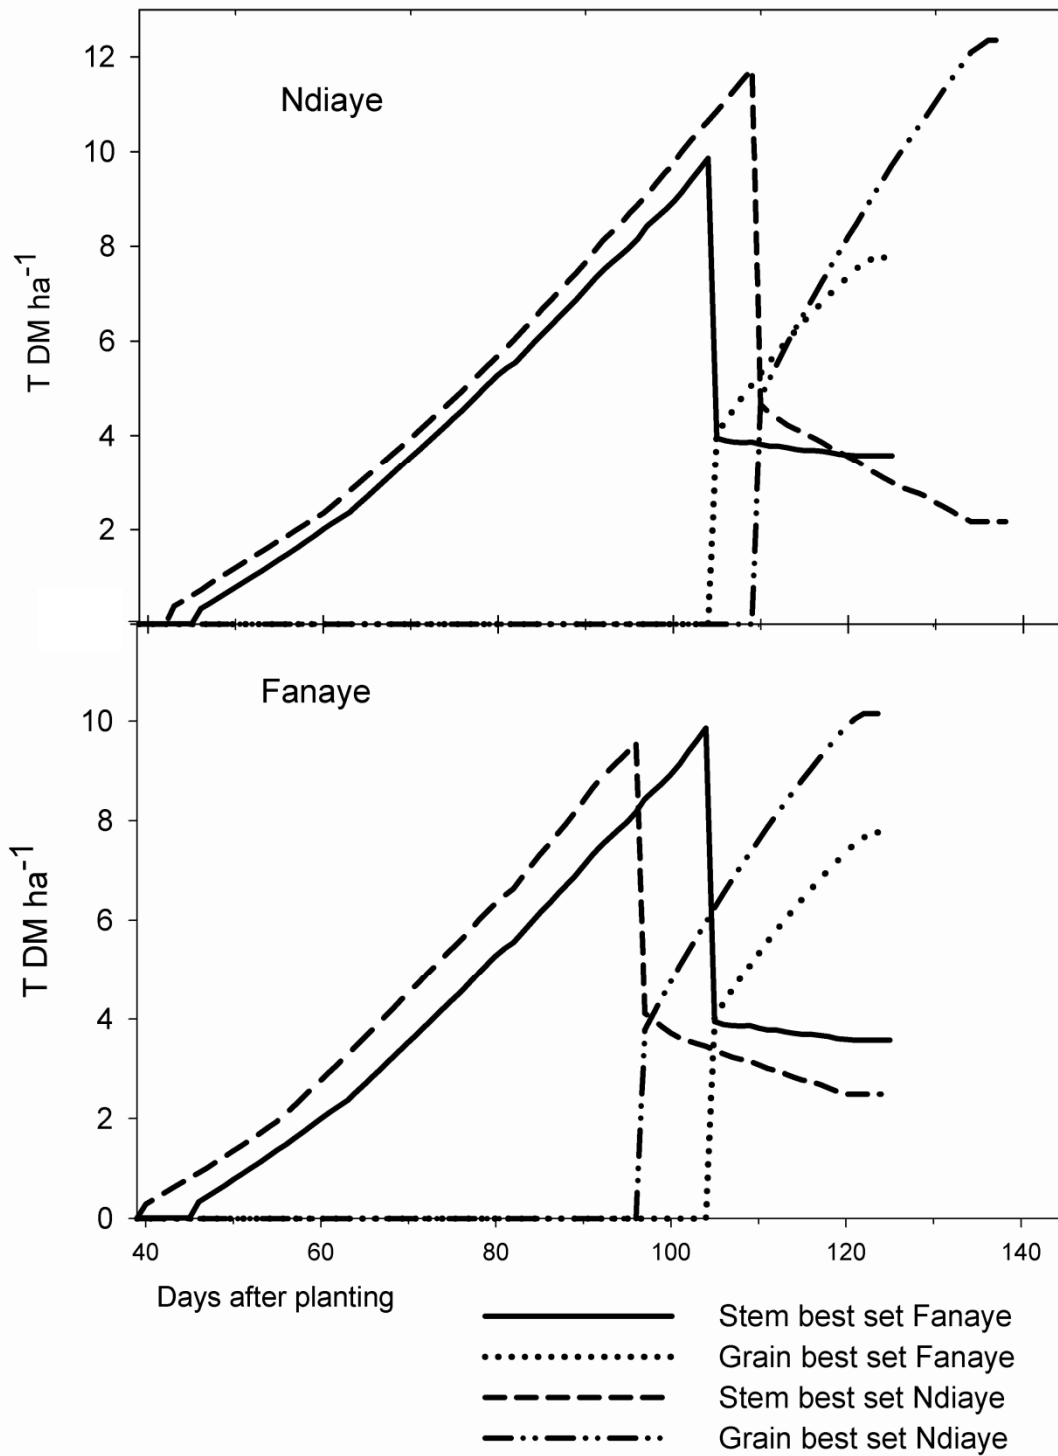 12
Ndiaye
10
8
T DM ha⁻¹
6
4
2
Fanaye
10
8
T DM ha⁻¹
6
4
2
0
40 60 80 100 120 140
Days after planting
Stem best set Fanaye
Grain best set Fanaye
Stem best set Ndiaye
Grain best set Ndiaye